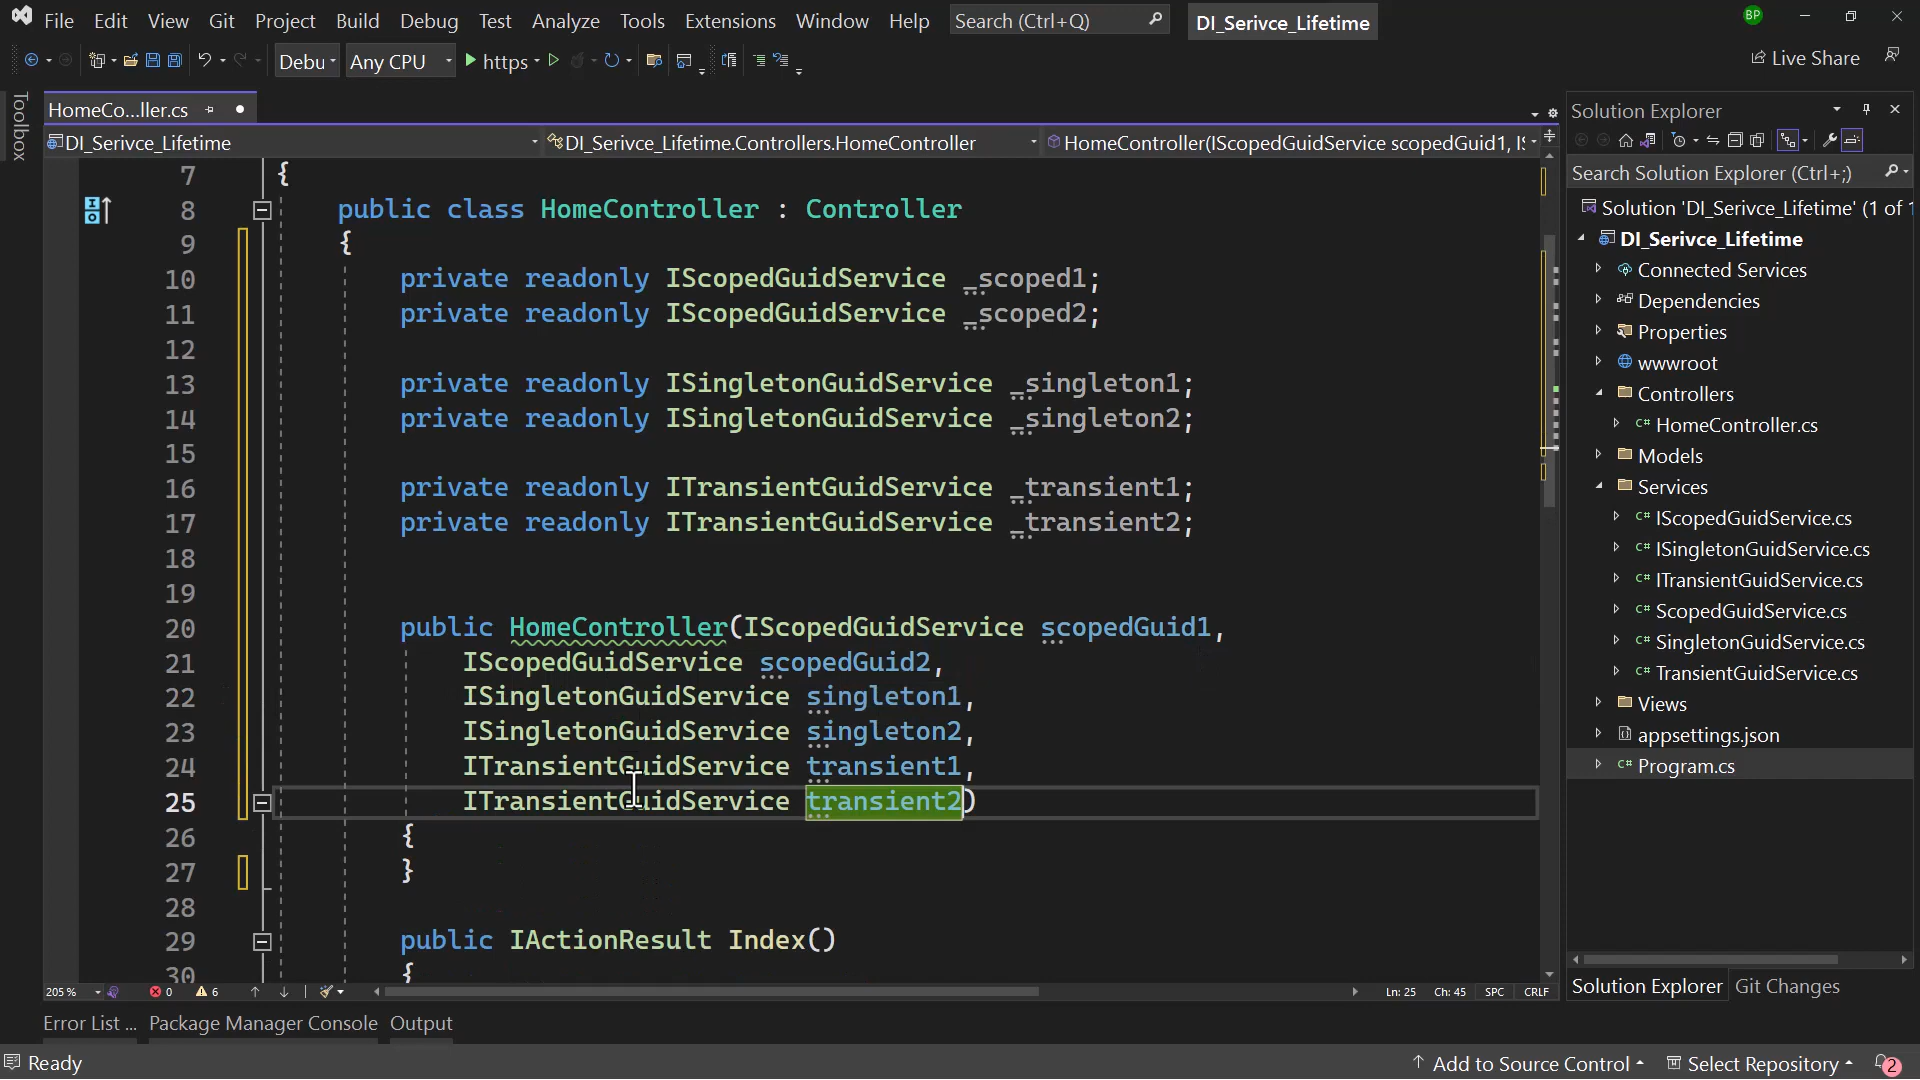 File Edit View Git Project Build Debug Test Analyze Tools Extensions Window Help Search (Ctrl+Q) DI_Serivce_Lifetime BP
Debu Any CPU https Live Share
Toolbox
HomeCo...ller.cs
DI_Serivce_Lifetime DI_Serivce_Lifetime.Controllers.HomeController HomeController(IScopedGuidService scopedGuid1, IS
7 {
8 public class HomeController : Controller
9 {
10 private readonly IScopedGuidService _scoped1;
11 private readonly IScopedGuidService _scoped2;
12
13 private readonly ISingletonGuidService _singleton1;
14 private readonly ISingletonGuidService _singleton2;
15
16 private readonly ITransientGuidService _transient1;
17 private readonly ITransientGuidService _transient2;
18
19
20 public HomeController(IScopedGuidService scopedGuid1,
21 IScopedGuidService scopedGuid2,
22 ISingletonGuidService singleton1,
23 ISingletonGuidService singleton2,
24 ITransientGuidService transient1,
25 ITransientGuidService transient2)
26 {
27 }
28
29 public IActionResult Index()
30 {
205 % 0 6 Ln: 25 Ch: 45 SPC CRLF
Error List ... Package Manager Console Output
Solution Explorer
Search Solution Explorer (Ctrl+;)
Solution 'DI_Serivce_Lifetime' (1 of 1
DI_Serivce_Lifetime
Connected Services
Dependencies
Properties
wwwroot
Controllers
C# HomeController.cs
Models
Services
C# IScopedGuidService.cs
C# ISingletonGuidService.cs
C# ITransientGuidService.cs
C# ScopedGuidService.cs
C# SingletonGuidService.cs
C# TransientGuidService.cs
Views
appsettings.json
C# Program.cs
Solution Explorer Git Changes
Ready Add to Source Control Select Repository 2